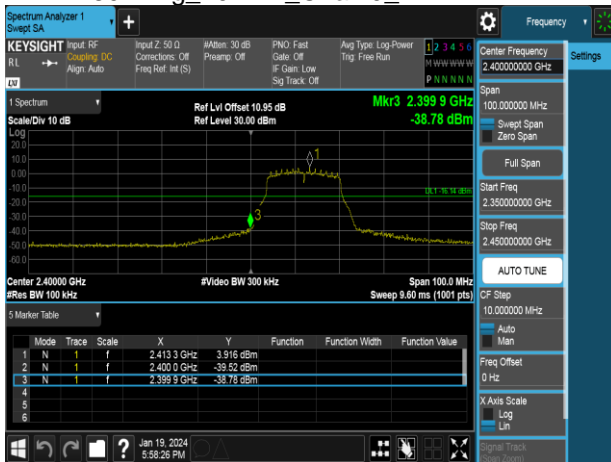 Spectrum Analyzer 1
Swept SA
+
Frequency
Settings
KEYSIGHT
RL
LXI
Input: RF
Coupling: DC
Align: Auto
Input Z: 50 Ω
Corrections: Off
Freq Ref: Int (S)
#Atten: 30 dB
Preamp: Off
PNO: Fast
Gate: Off
IF Gain: Low
Sig Track: Off
Avg Type: Log-Power
Trig: Free Run
1 2 3 4 5 6
M W W W W W
P N N N N N
1 Spectrum
Scale/Div 10 dB
Ref Lvl Offset 10.95 dB
Ref Level 30.00 dBm
Mkr3 2.399 9 GHz
-38.78 dBm
Log
20.0
10.0
0.00
-10.0
-20.0
-30.0
-40.0
-50.0
-60.0
1
3
DL1 -16.14 dBm
Center 2.40000 GHz
#Res BW 100 kHz
#Video BW 300 kHz
Span 100.0 MHz
Sweep 9.60 ms (1001 pts)
5 Marker Table
Mode Trace Scale X Y Function Function Width Function Value
1 N 1 f 2.413 3 GHz 3.916 dBm
2 N 1 f 2.400 0 GHz -39.52 dBm
3 N 1 f 2.399 9 GHz -38.78 dBm
4
5
6
?
Jan 19, 2024
5:58:26 PM
Center Frequency
2.400000000 GHz
Span
100.000000 MHz
Swept Span
Zero Span
Full Span
Start Freq
2.350000000 GHz
Stop Freq
2.450000000 GHz
AUTO TUNE
CF Step
10.000000 MHz
Auto
Man
Freq Offset
0 Hz
X Axis Scale
Log
Lin
Signal Track
(Span Zoom)